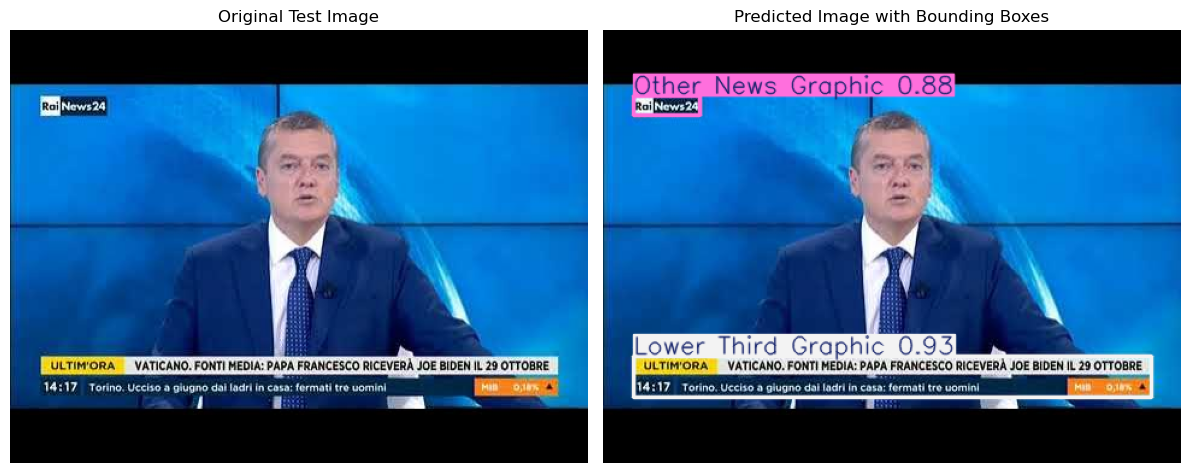 Original Test Image
Rai News24
ULTIM'ORA VATICANO. FONTI MEDIA: PAPA FRANCESCO RICEVERÀ JOE BIDEN IL 29 OTTOBRE
14:17 Torino. Ucciso a giugno dai ladri in casa: fermati tre uomini MIB 0,18% ▲
Predicted Image with Bounding Boxes
Other News Graphic 0.88
Rai News24
Lower Third Graphic 0.93
ULTIM'ORA VATICANO. FONTI MEDIA: PAPA FRANCESCO RICEVERÀ JOE BIDEN IL 29 OTTOBRE
14:17 Torino. Ucciso a giugno dai ladri in casa: fermati tre uomini MIB 0,18% ▲